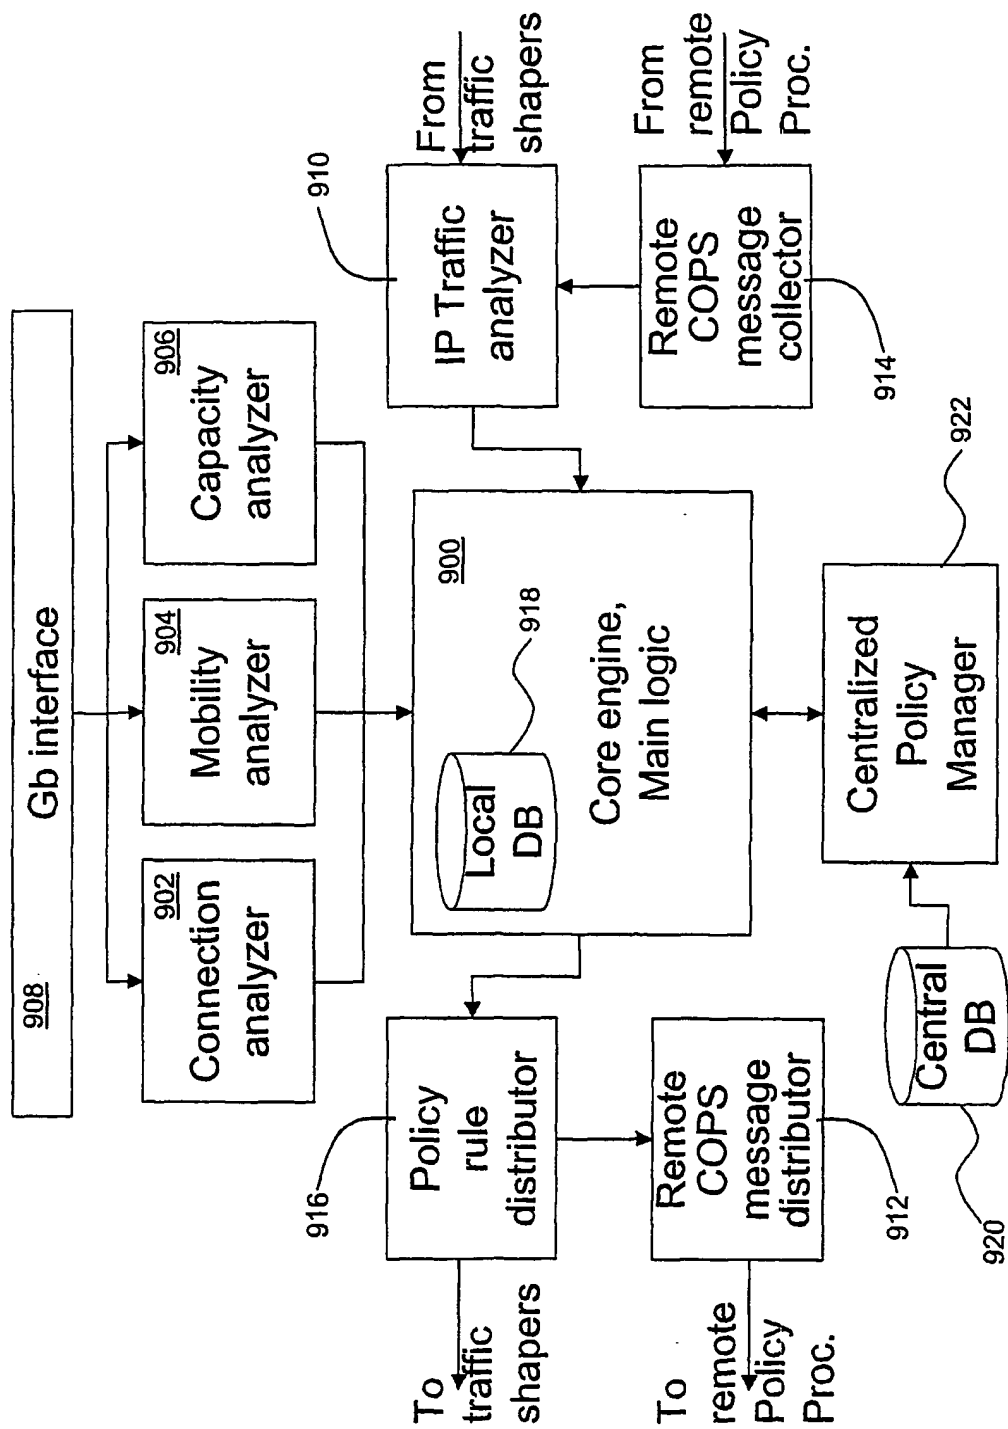 908
Gb interface
902
Connection
analyzer
904
Mobility
analyzer
906
Capacity
analyzer
916
Policy
rule
distributor
To
traffic
shapers
900
Local
DB
918
Core engine,
Main logic
910
IP Traffic
analyzer
From
traffic
shapers
Remote
COPS
message
distributor
912
To
remote
Policy
Proc.
Remote
COPS
message
collector
914
From
remote
Policy
Proc.
Central
DB
920
Centralized
Policy
Manager
922